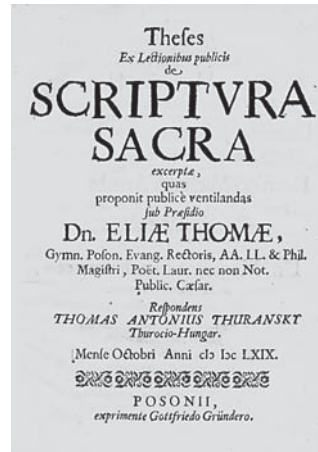 Theses
Ex Lectionibus publicis
de
SCRIPTVRA
SACRA
excerptæ,
quas
proponit publicè ventilandas
sub Præsidio
Dn. ELIÆ THOMÆ,
Gymn. Poson. Evang. Rectoris, AA. LL. & Phil.
Magistri, Poët. Laur. nec non Not.
Public. Cæsar.
Respondens
THOMAS ANTONIUS THURANSKY
Thurocio-Hungar.
Mense Octobri Anni cIↄ Iↄc LXIX.
POSONII,
exprimente Gottfriedo Gründero.